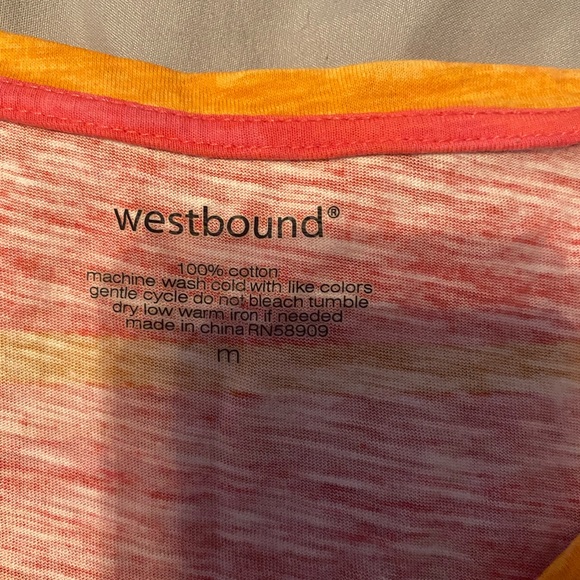 westbound®
100% cotton
machine wash cold with like colors
gentle cycle do not bleach tumble
dry low warm iron if needed
made in china RN58909
m